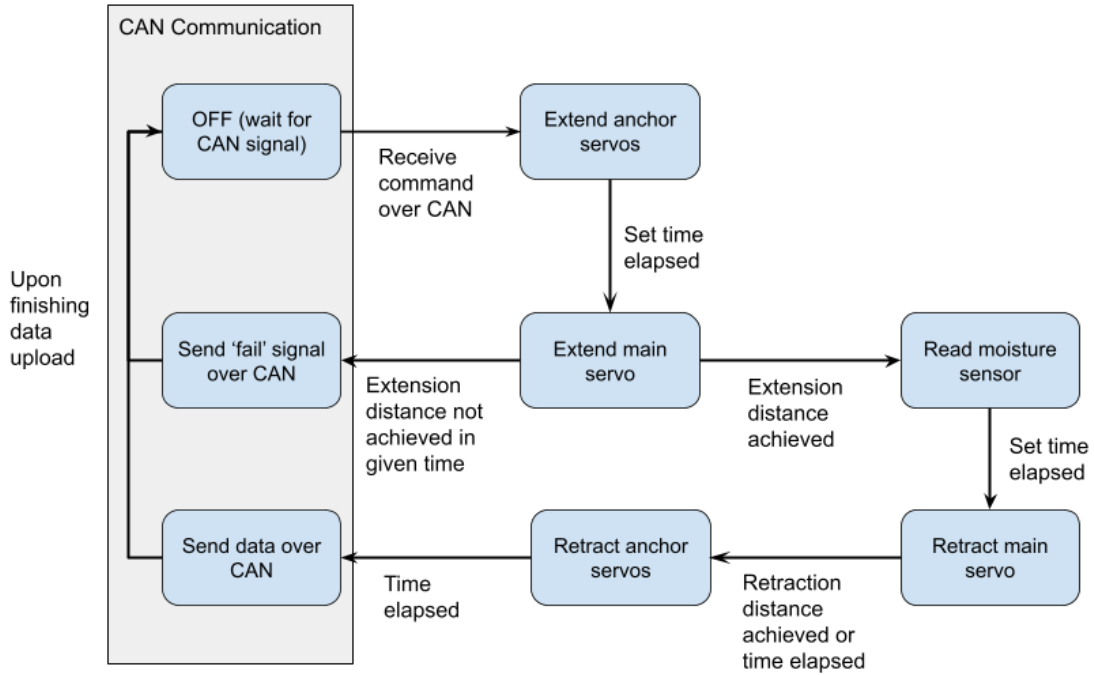 CAN Communication
OFF (wait for
CAN signal)
Extend anchor
servos
Receive
command
over CAN
Set time
elapsed
Upon
finishing
data
upload
Send ‘fail’ signal
over CAN
Extend main
servo
Read moisture
sensor
Extension
distance not
achieved in
given time
Extension
distance
achieved
Set time
elapsed
Send data over
CAN
Retract anchor
servos
Retract main
servo
Time
elapsed
Retraction
distance
achieved or
time elapsed